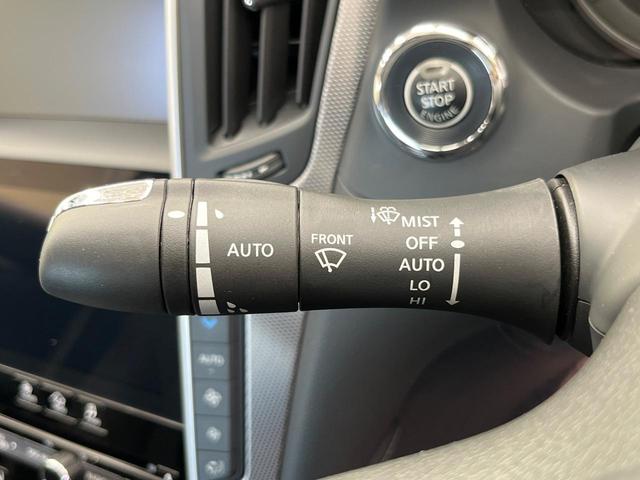 START
STOP
ENGINE
MIST
OFF
AUTO
LO
HI
FRONT
AUTO
AUTO